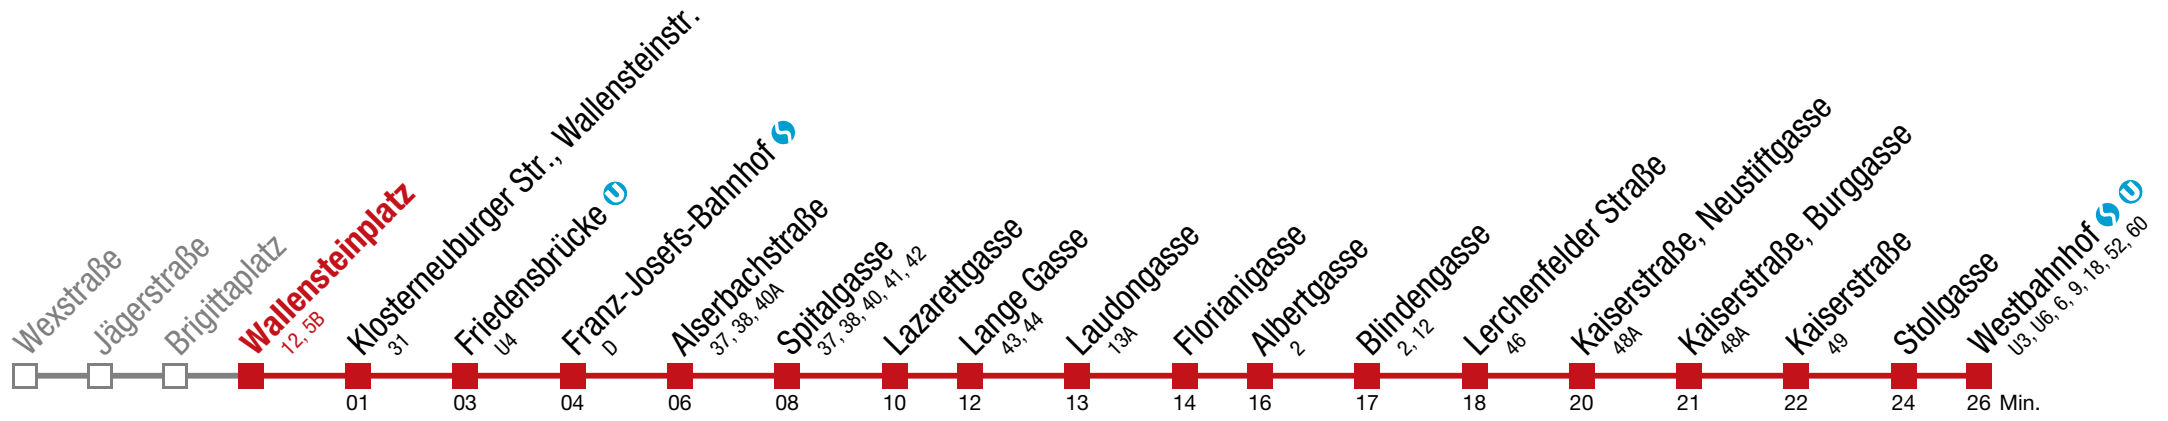 Wexstraße
Jägerstraße
Brigittaplatz
Wallensteinplatz
12, 5B
Klosterneuburger Str., Wallensteinstr.
31
Friedensbrücke U
U4
Franz-Josefs-Bahnhof S
D
Alserbachstraße
37, 38, 40A
Spitalgasse
37, 38, 40, 41, 42
Lazarettgasse
Lange Gasse
43, 44
Laudongasse
13A
Florianigasse
Albertgasse
2
Blindengasse
2, 12
Lerchenfelder Straße
46
Kaiserstraße, Neustiftgasse
48A
Kaiserstraße, Burggasse
48A
Kaiserstraße
49
Stollgasse
Westbahnhof S U
U3, U6, 6, 9, 18, 52, 60
01 03 04 06 08 10 12 13 14 16 17 18 20 21 22 24 26 Min.